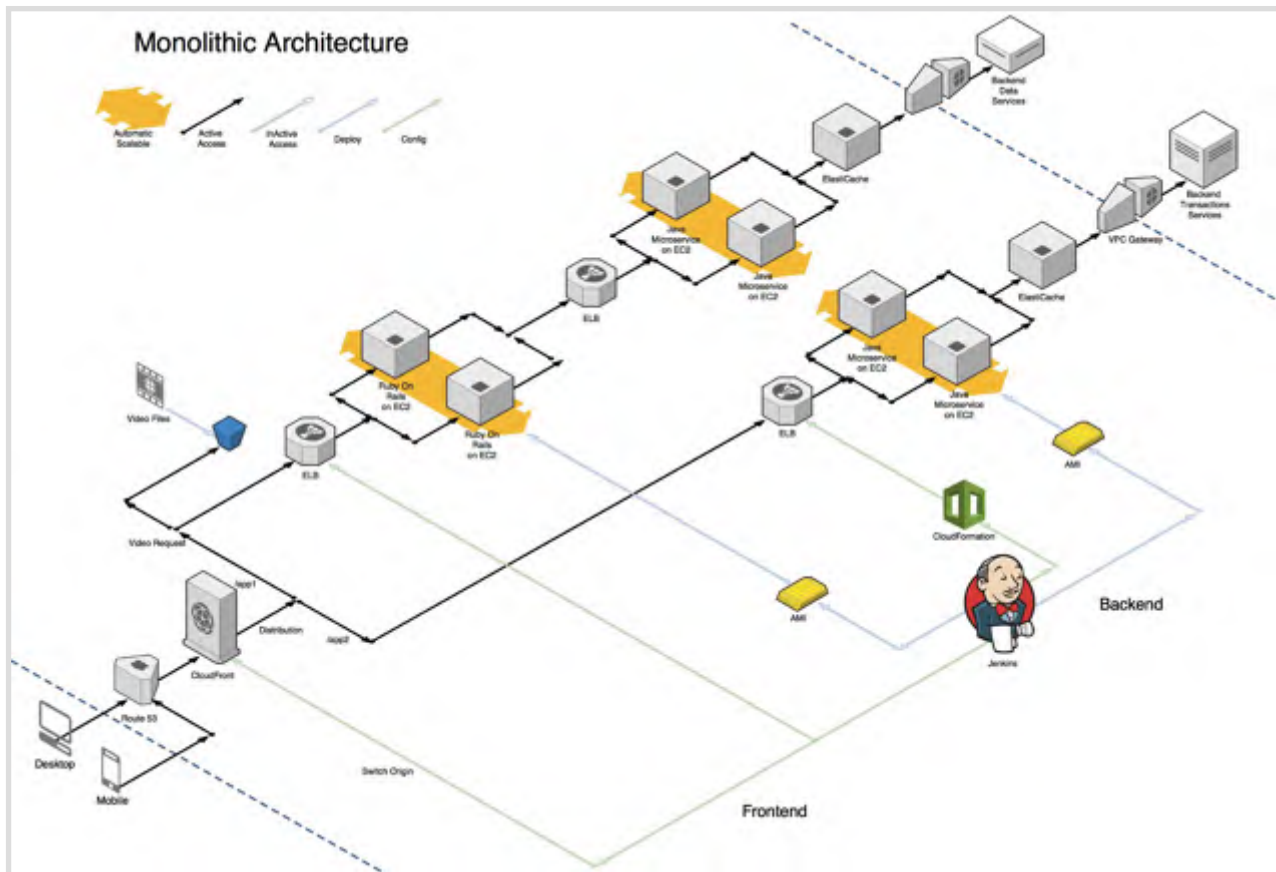 Monolithic Architecture
Automatic
Scalable
Active
Access
InActive
Access
Deploy
Config
Backend
Data
Services
ElastiCache
Backend
Transactions
Services
VPC Gateway
Java
Microservice
on EC2
Java
Microservice
on EC2
ElastiCache
ELB
Java
Microservice
on EC2
Java
Microservice
on EC2
Ruby On
Rails
on EC2
Ruby On
Rails
on EC2
Video Files
ELB
ELB
AMI
CloudFormation
Video Request
/app1
Distribution
/app2
AMI
Backend
Jenkins
CloudFront
Route 53
Desktop
Mobile
Switch Origin
Frontend